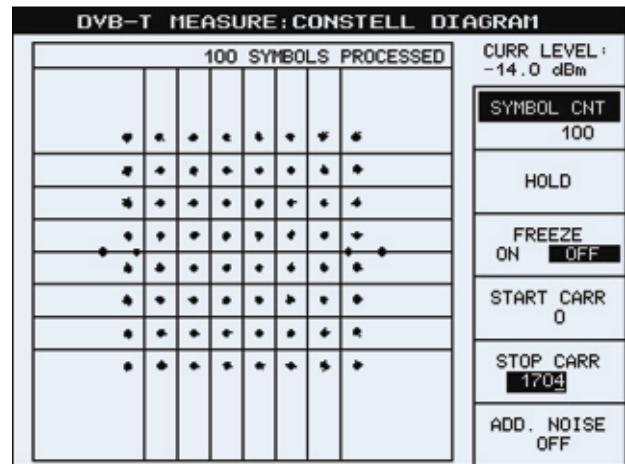 DVB-T MEASURE:CONSTELL DIAGRAM
100 SYMBOLS PROCESSED
CURR LEVEL:
-14.0 dBm
SYMBOL CNT
100
HOLD
FREEZE
ON OFF
START CARR
0
STOP CARR
1704
ADD. NOISE
OFF